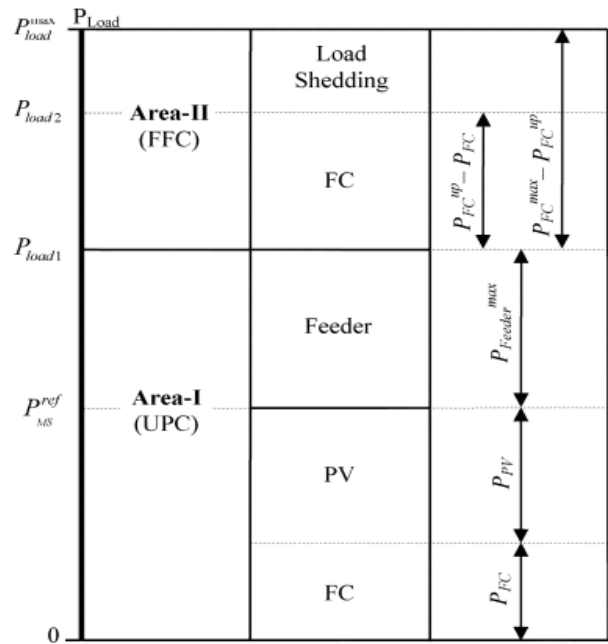 P_load^max P_Load
Load
Shedding
P_load2
Area-II
(FFC)
FC
P_FC^up − P_FC
P_FC^max − P_FC^up
P_load1
Feeder
P_Feeder^max
P_MS^ref
Area-I
(UPC)
PV
P_PV
FC
P_FC
0